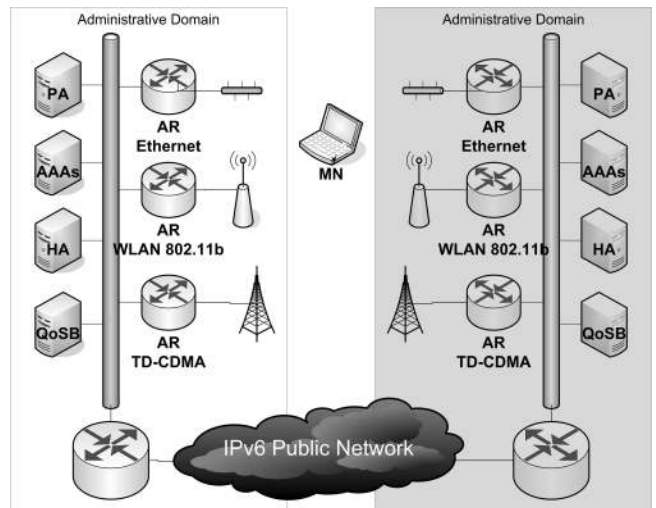 Administrative Domain
Administrative Domain
PA
AR
Ethernet
AAAs
AR
WLAN 802.11b
HA
AR
TD-CDMA
QoSB
MN
AR
Ethernet
PA
AR
WLAN 802.11b
AAAs
HA
AR
TD-CDMA
QoSB
IPv6 Public Network